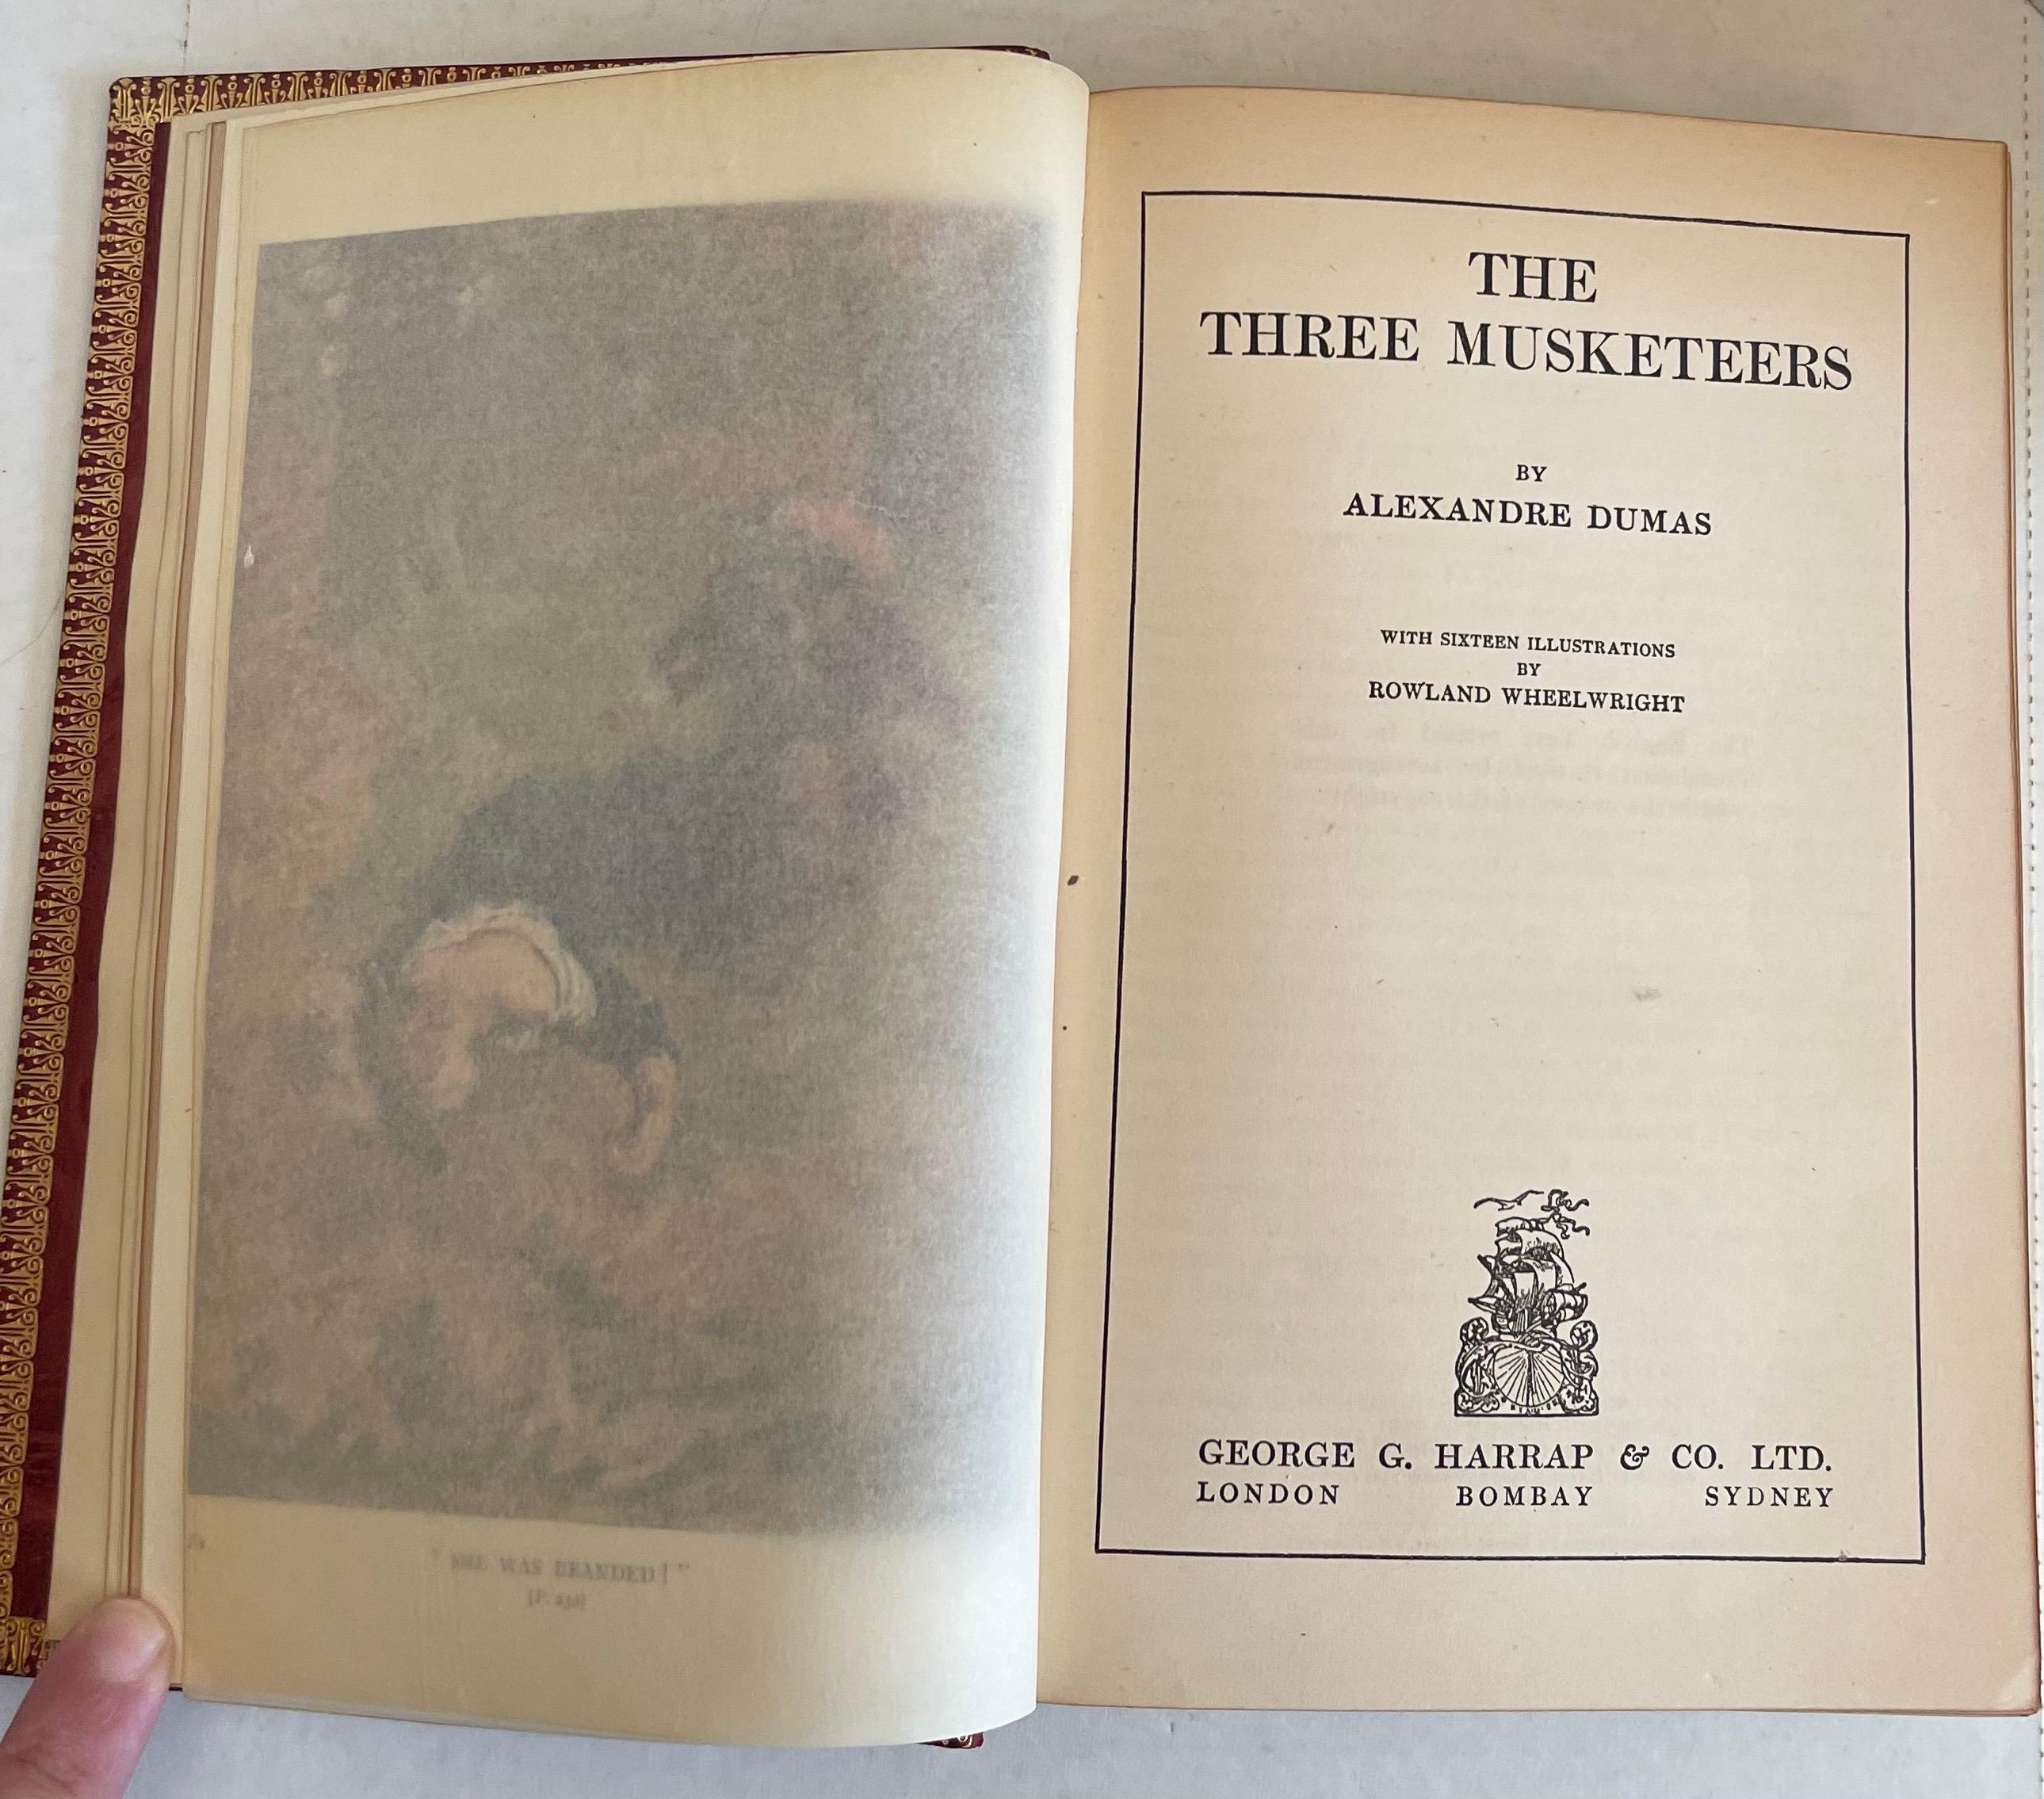 "SHE WAS BRANDED!"
THE
THREE MUSKETEERS
BY
ALEXANDRE DUMAS
WITH SIXTEEN ILLUSTRATIONS
BY
ROWLAND WHEELWRIGHT
GEORGE G. HARRAP & CO. LTD.
LONDON BOMBAY SYDNEY